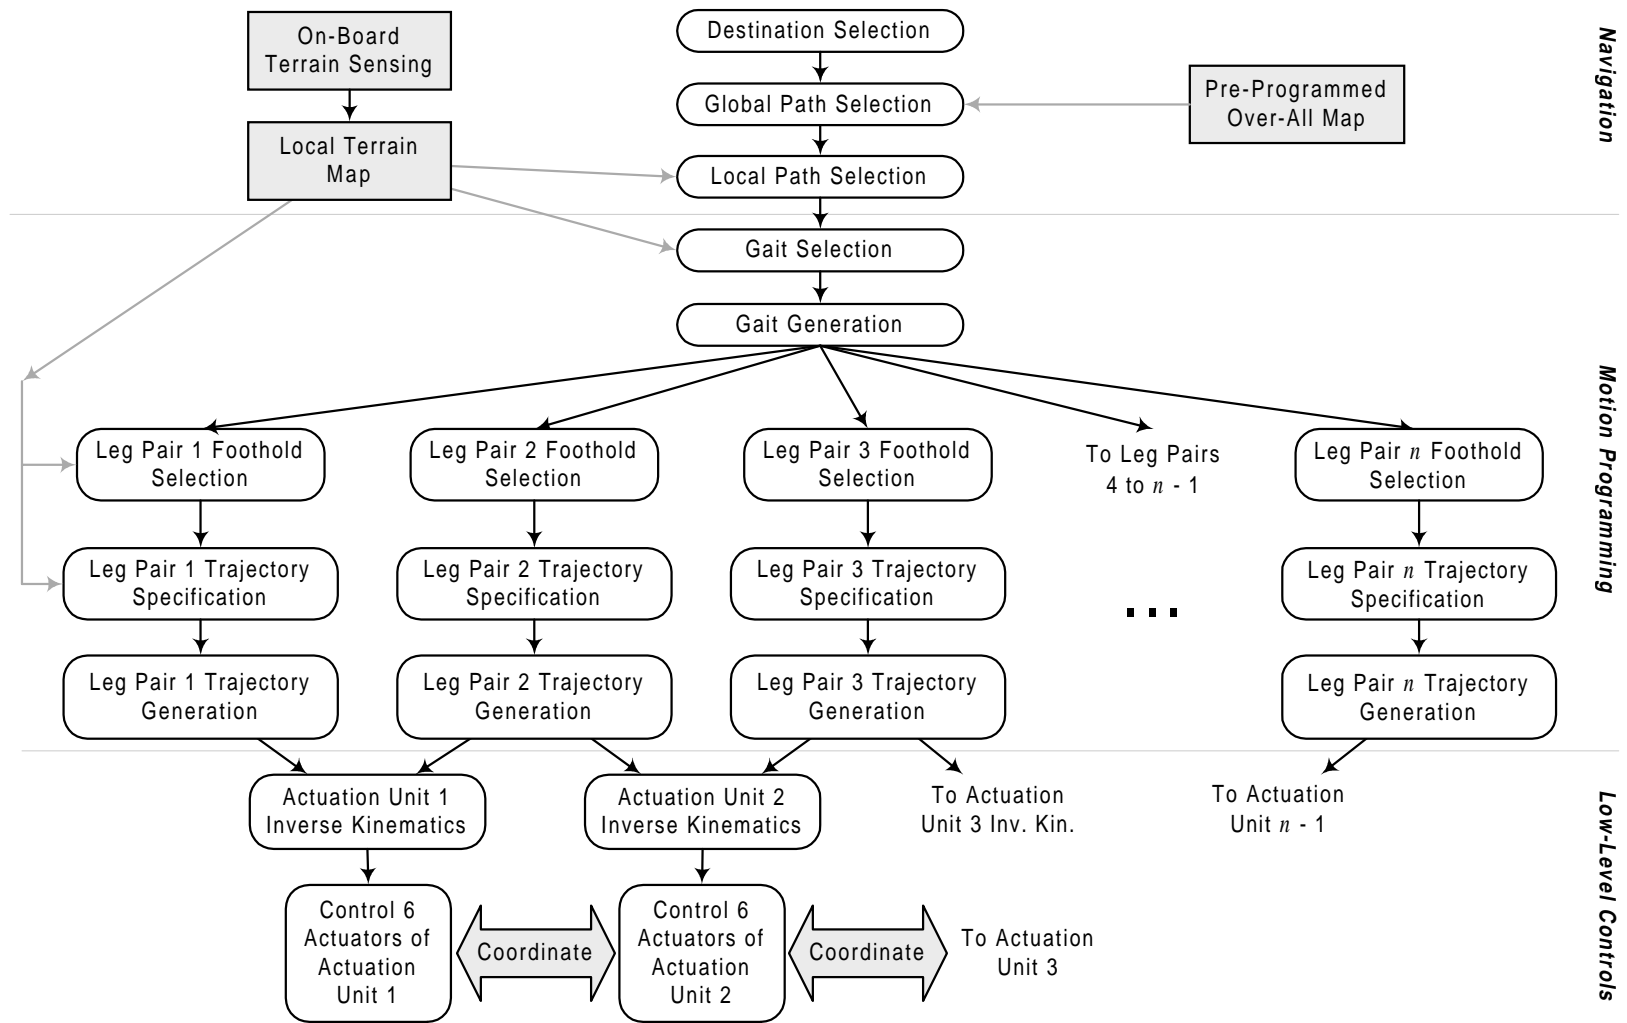 On-Board
Terrain Sensing
Destination Selection
Navigation
Global Path Selection
Pre-Programmed
Over-All Map
Local Terrain
Map
Local Path Selection
Gait Selection
Gait Generation
Motion Programming
Leg Pair 1 Foothold
Selection
Leg Pair 2 Foothold
Selection
Leg Pair 3 Foothold
Selection
To Leg Pairs
4 to n - 1
Leg Pair n Foothold
Selection
Leg Pair 1 Trajectory
Specification
Leg Pair 2 Trajectory
Specification
Leg Pair 3 Trajectory
Specification
...
Leg Pair n Trajectory
Specification
Leg Pair 1 Trajectory
Generation
Leg Pair 2 Trajectory
Generation
Leg Pair 3 Trajectory
Generation
Leg Pair n Trajectory
Generation
Actuation Unit 1
Inverse Kinematics
Actuation Unit 2
Inverse Kinematics
To Actuation
Unit 3 Inv. Kin.
To Actuation
Unit n - 1
Low-Level Controls
Control 6
Actuators of
Actuation
Unit 1
Coordinate
Control 6
Actuators of
Actuation
Unit 2
Coordinate
To Actuation
Unit 3